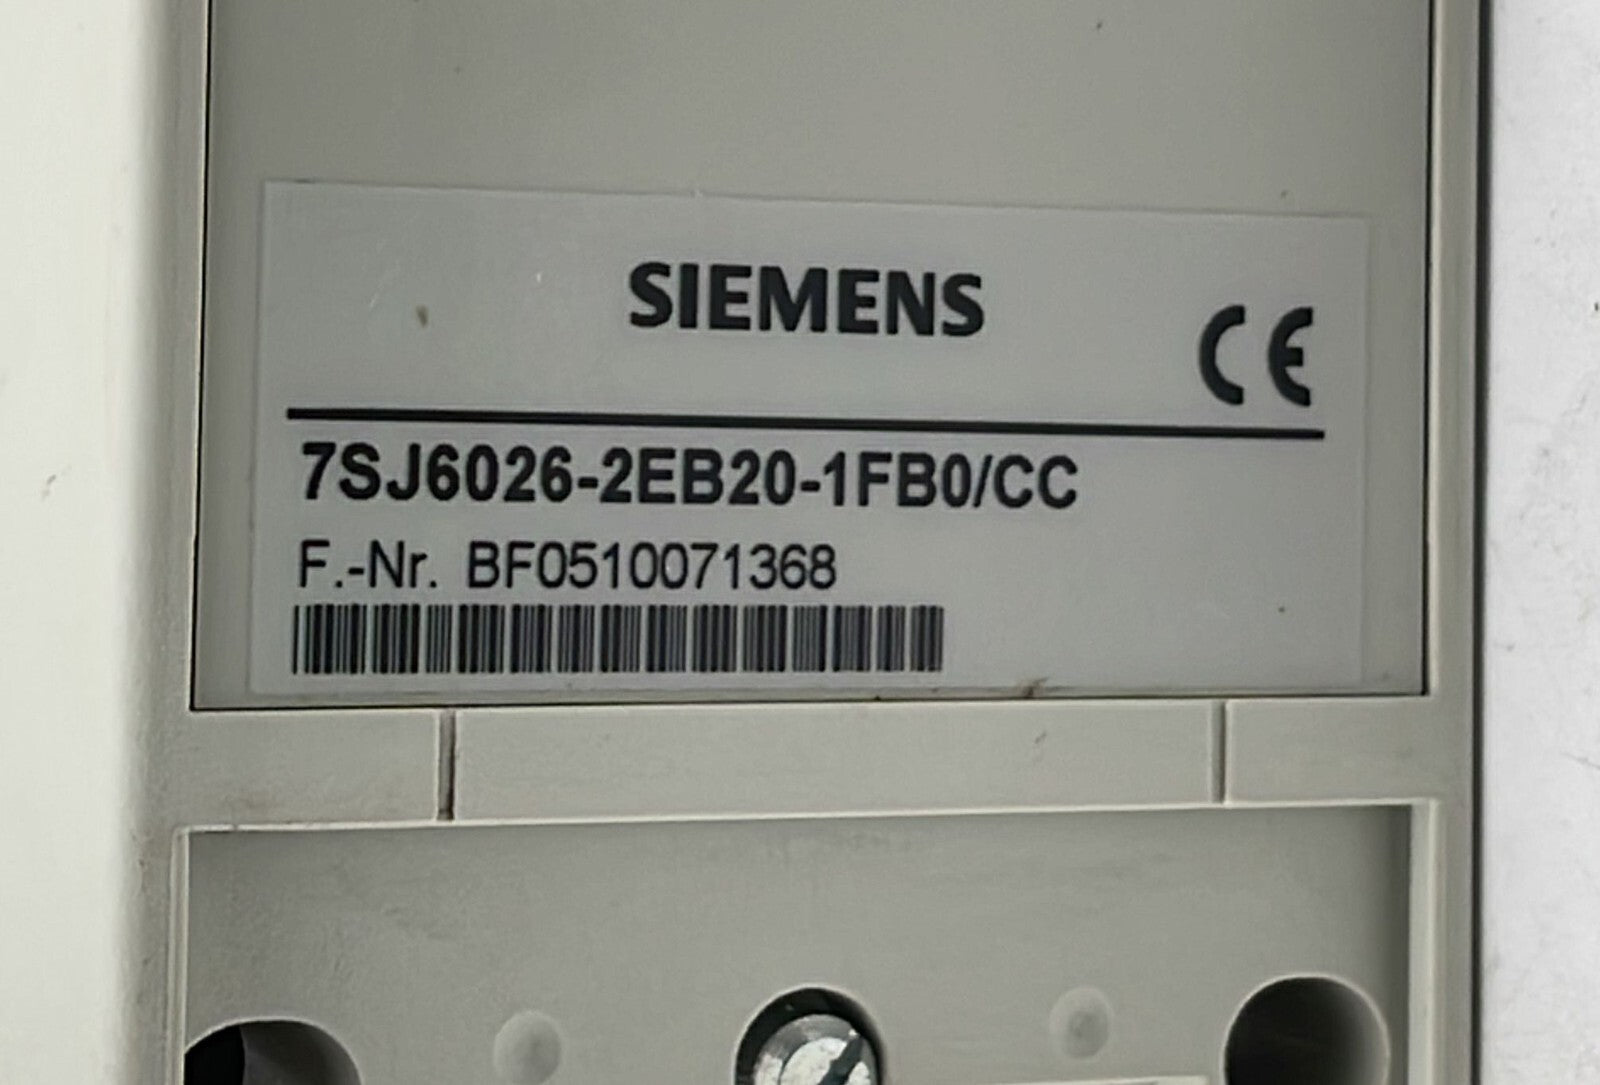 SIEMENS
CE
7SJ6026-2EB20-1FB0/CC
F.-Nr. BF0510071368